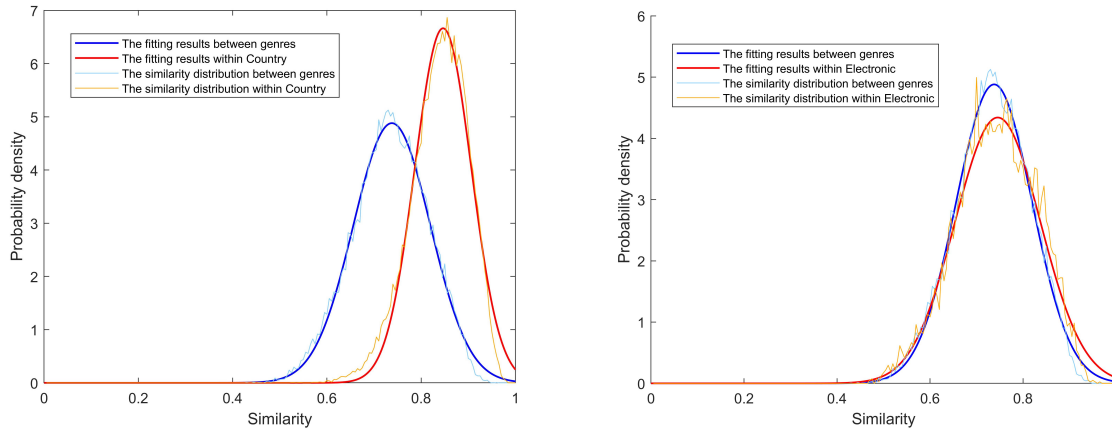 7
6
5
4
3
2
1
0
Probability density
The fitting results between genres
The fitting results within Country
The similarity distribution between genres
The similarity distribution within Country
0
0.2
0.4
0.6
0.8
1
Similarity
6
5
4
3
2
1
0
Probability density
The fitting results between genres
The fitting results within Electronic
The similarity distribution between genres
The similarity distribution within Electronic
0
0.2
0.4
0.6
0.8
Similarity